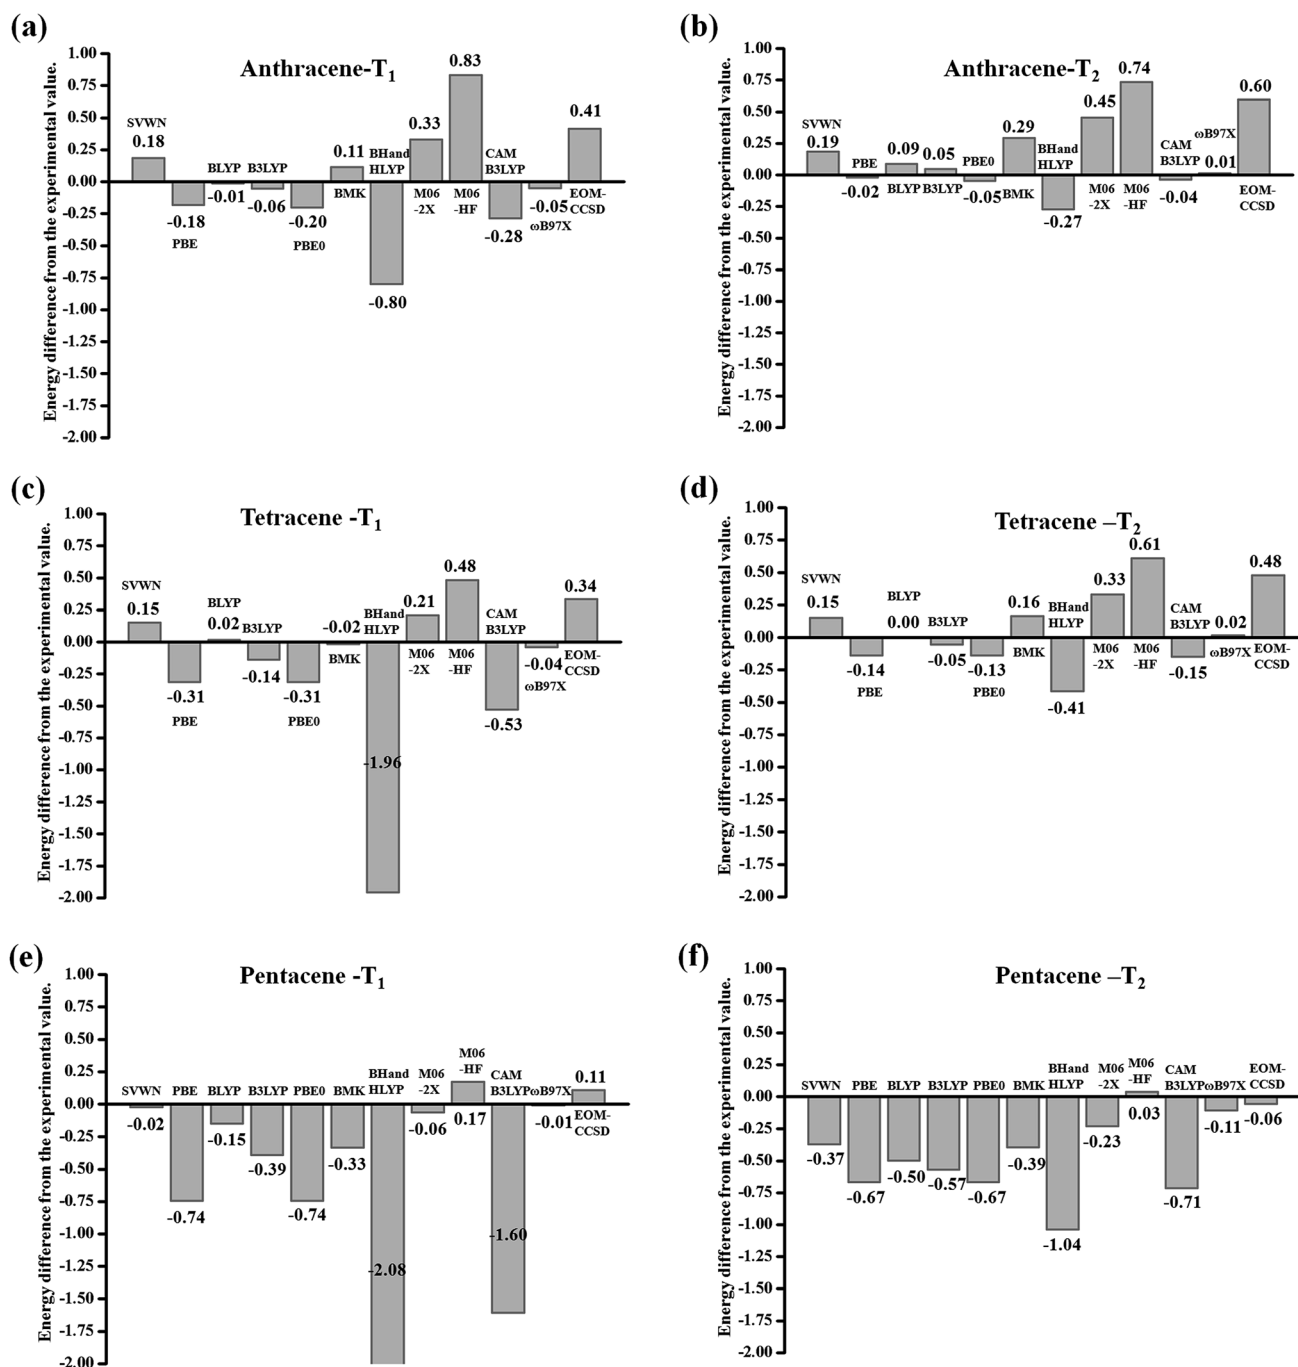 (a)
Anthracene-T1
Energy difference from the experimental value.
1.00
0.75
0.50
0.25
0.00
-0.25
-0.50
-0.75
-1.00
-1.25
-1.50
-1.75
-2.00
SVWN
0.18
-0.18
PBE
BLYP
-0.01
B3LYP
-0.06
-0.20
PBE0
0.11
BMK
BHand
HLYP
-0.80
0.33
M06
-2X
0.83
M06
-HF
CAM
B3LYP
-0.28
-0.05
ωB97X
0.41
EOM-
CCSD
(b)
Anthracene-T2
Energy difference from the experimental value.
1.00
0.75
0.50
0.25
0.00
-0.25
-0.50
-0.75
-1.00
-1.25
-1.50
-1.75
-2.00
SVWN
0.19
PBE
-0.02
0.09
BLYP
0.05
B3LYP
PBE0
-0.05
0.29
BMK
BHand
HLYP
-0.27
0.45
M06
-2X
0.74
M06
-HF
CAM
B3LYP
-0.04
ωB97X
0.01
0.60
EOM-
CCSD
(c)
Tetracene -T1
Energy difference from the experimental value.
1.00
0.75
0.50
0.25
0.00
-0.25
-0.50
-0.75
-1.00
-1.25
-1.50
-1.75
-2.00
SVWN
0.15
-0.31
PBE
BLYP
0.02
B3LYP
-0.14
-0.31
PBE0
-0.02
BMK
BHand
HLYP
-1.96
0.21
M06
-2X
0.48
M06
-HF
CAM
B3LYP
-0.53
-0.04
ωB97X
0.34
EOM-
CCSD
(d)
Tetracene –T2
Energy difference from the experimental value.
1.00
0.75
0.50
0.25
0.00
-0.25
-0.50
-0.75
-1.00
-1.25
-1.50
-1.75
-2.00
SVWN
0.15
-0.14
PBE
BLYP
0.00
B3LYP
-0.05
-0.13
PBE0
0.16
BMK
BHand
HLYP
-0.41
0.33
M06
-2X
0.61
M06
-HF
CAM
B3LYP
-0.15
0.02
ωB97X
0.48
EOM-
CCSD
(e)
Pentacene -T1
Energy difference from the experimental value.
1.00
0.75
0.50
0.25
0.00
-0.25
-0.50
-0.75
-1.00
-1.25
-1.50
-1.75
-2.00
SVWN
-0.02
PBE
-0.74
BLYP
-0.15
B3LYP
-0.39
PBE0
-0.74
BMK
-0.33
BHand
HLYP
-2.08
M06
-2X
-0.06
M06
-HF
0.17
CAM
B3LYP
-1.60
ωB97X
-0.01
0.11
EOM-
CCSD
(f)
Pentacene –T2
Energy difference from the experimental value.
1.00
0.75
0.50
0.25
0.00
-0.25
-0.50
-0.75
-1.00
-1.25
-1.50
-1.75
-2.00
SVWN
-0.37
PBE
-0.67
BLYP
-0.50
B3LYP
-0.57
PBE0
-0.67
BMK
-0.39
BHand
HLYP
-1.04
M06
-2X
-0.23
M06
-HF
0.03
CAM
B3LYP
-0.71
ωB97X
-0.11
EOM-
CCSD
-0.06